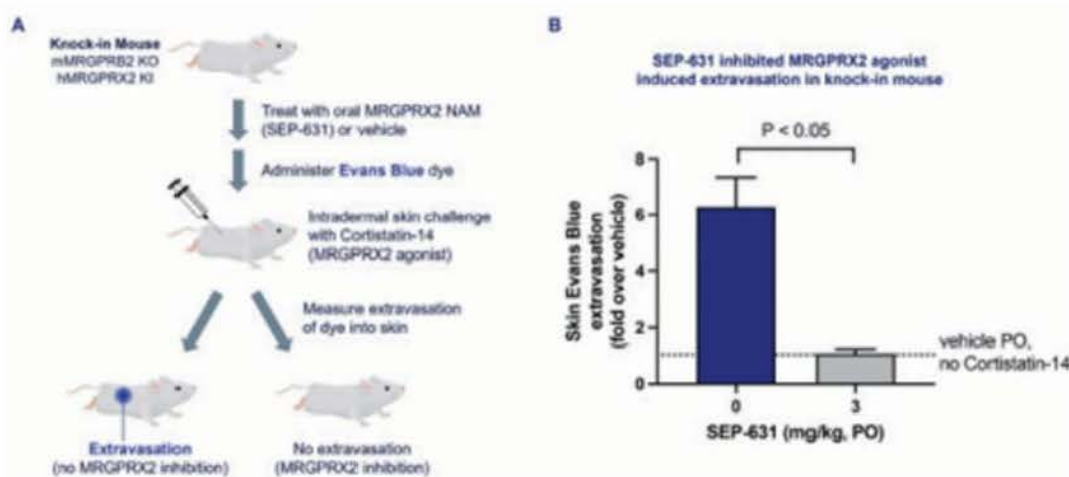 A
Knock-in Mouse
mMRGPRB2 KO
hMRGPRX2 KI
Treat with oral MRGPRX2 NAM
(SEP-631) or vehicle
Administer Evans Blue dye
Intradermal skin challenge
with Cortistatin-14
(MRGPRX2 agonist)
Measure extravasation
of dye into skin
Extravasation
(no MRGPRX2 inhibition)
No extravasation
(MRGPRX2 inhibition)
B
SEP-631 inhibited MRGPRX2 agonist
induced extravasation in knock-in mouse
P < 0.05
Skin Evans Blue
extravasation
(fold over vehicle)
8
6
4
2
0
vehicle PO,
no Cortistatin-14
0
3
SEP-631 (mg/kg, PO)